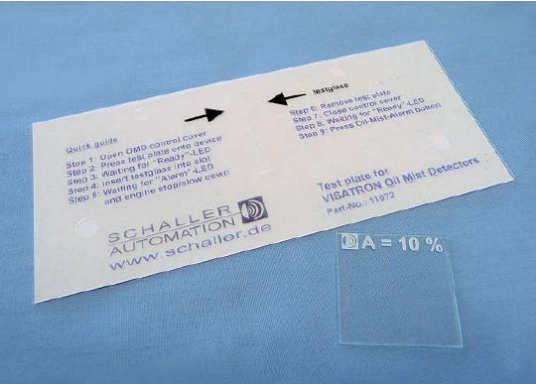 testglass
Quick guide
Step 1: Open OMD control cover
Step 2: Press test plate onto device
Step 3: Waiting for "Ready"-LED
Step 4: Insert testglass into slot
Step 5: Waiting for "Alarm"-LED
and engine stop/slow down
Step 6: Remove test plate
Step 7: Close control cover
Step 8: Waiting for "Ready"-LED
Step 9: Press Oil-Mist-Alarm button
SCHALLER
AUTOMATION
www.schaller.de
Test plate for
VISATRON Oil Mist Detectors
Part-No.: 11972
A = 10 %